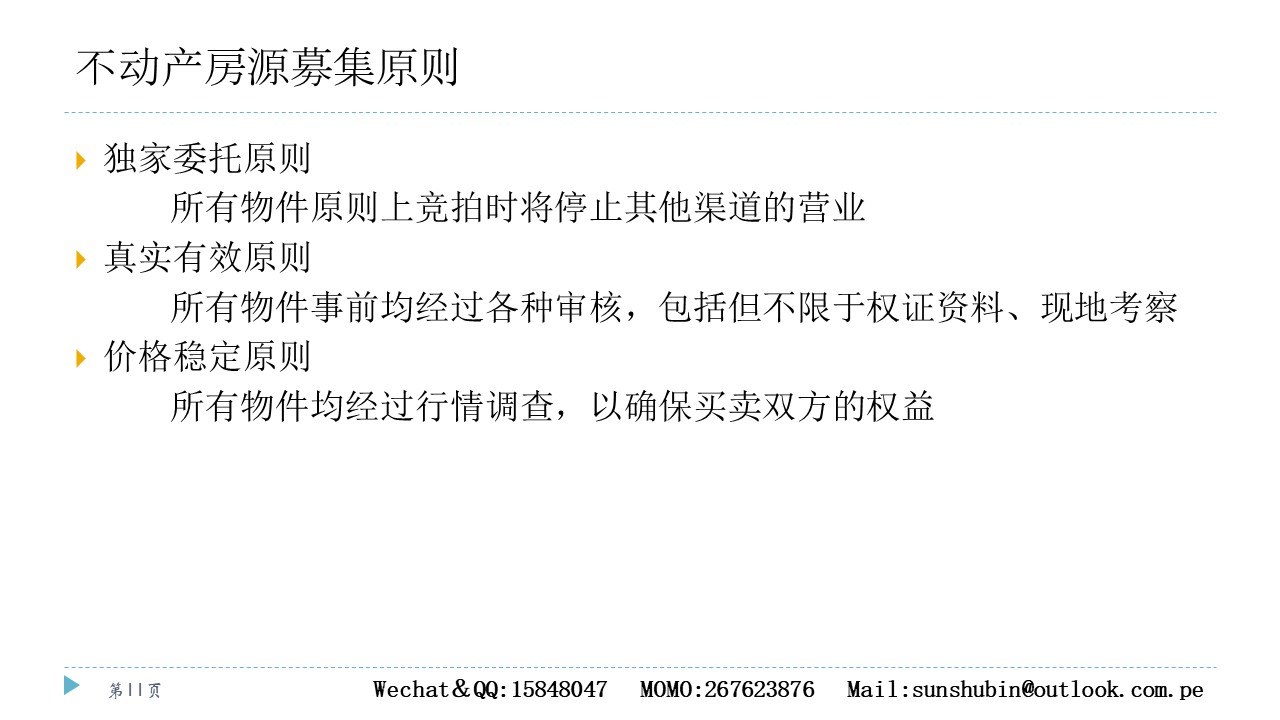 不动产房源募集原则
独家委托原则
所有物件原则上竞拍时将停止其他渠道的营业
真实有效原则
所有物件事前均经过各种审核，包括但不限于权证资料、现地考察
价格稳定原则
所有物件均经过行情调查，以确保买卖双方的权益
第11页 Wechat&QQ:15848047 MOMO:267623876 Mail:sunshubin@outlook.com.pe